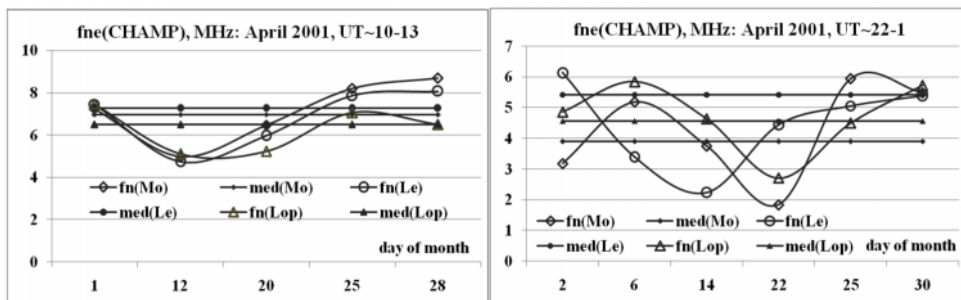 fne(CHAMP), MHz: April 2001, UT~10-13
10
8
6
4
2
0
fn(Mo) med(Mo) fn(Le)
med(Le) fn(Lop) med(Lop)
day of month
1 12 20 25 28
fne(CHAMP), MHz: April 2001, UT~22-1
7
6
5
4
3
2
1
0
fn(Mo) med(Mo) fn(Le)
med(Le) fn(Lop) med(Lop)
day of month
2 6 14 22 25 30